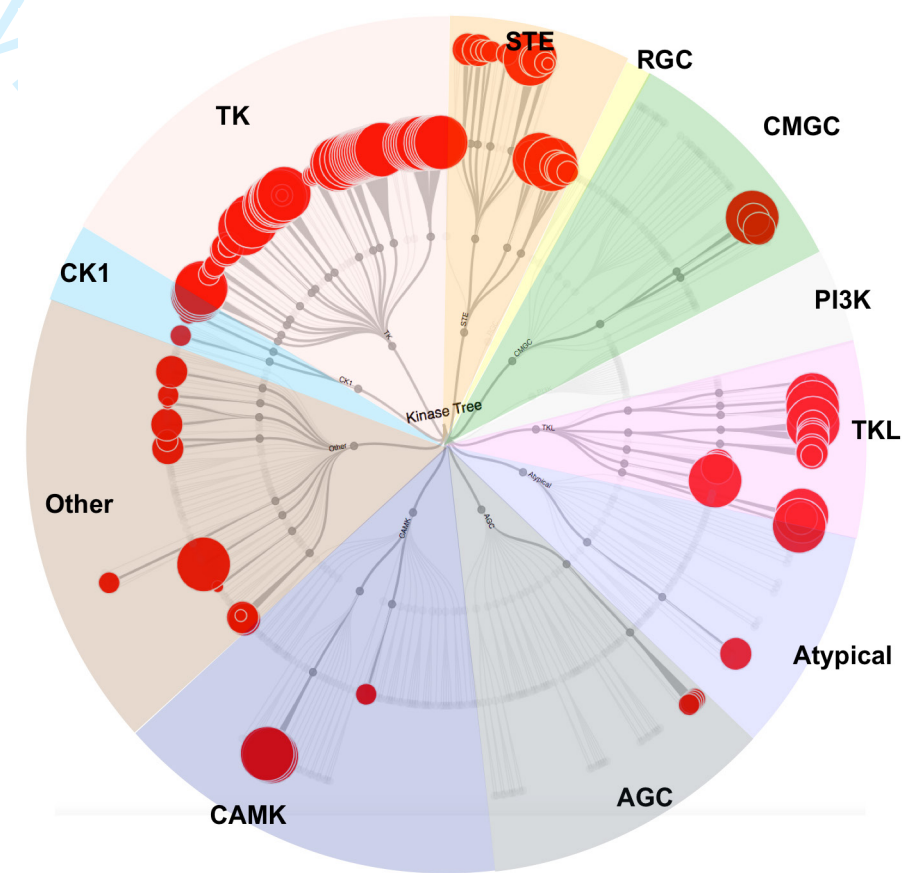 STE
RGC
TK
CMGC
CK1
PI3K
TK
STE
CMGC
CK1
Kinase Tree
TKL
TKL
Other
Atypical
Other
AGC
CAMK
Atypical
AGC
CAMK